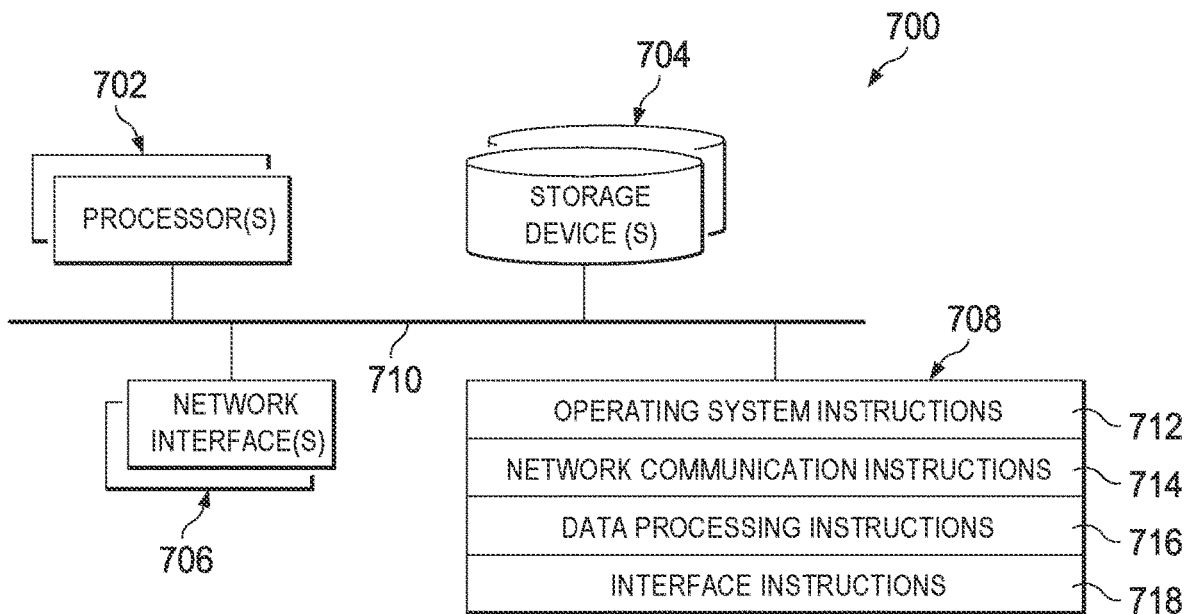 700
702
704
PROCESSOR(S)
STORAGE
DEVICE (S)
710
708
NETWORK
INTERFACE(S)
706
OPERATING SYSTEM INSTRUCTIONS
712
NETWORK COMMUNICATION INSTRUCTIONS
714
DATA PROCESSING INSTRUCTIONS
716
INTERFACE INSTRUCTIONS
718